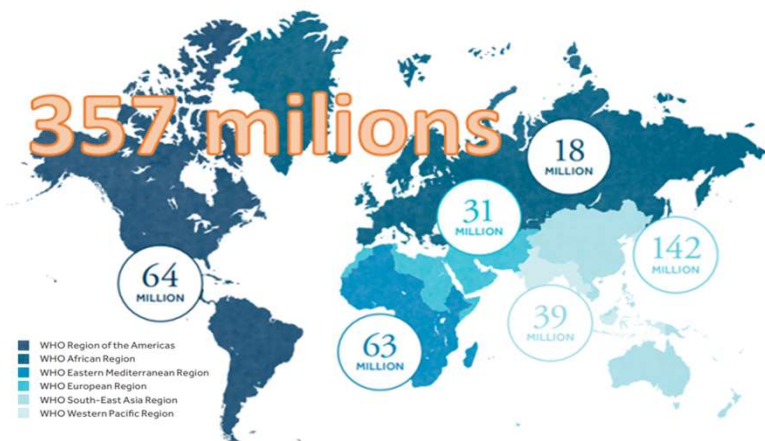 357 milions
18
MILLION
31
MILLION
142
MILLION
64
MILLION
39
MILLION
63
MILLION
WHO Region of the Americas
WHO African Region
WHO Eastern Mediterranean Region
WHO European Region
WHO South-East Asia Region
WHO Western Pacific Region